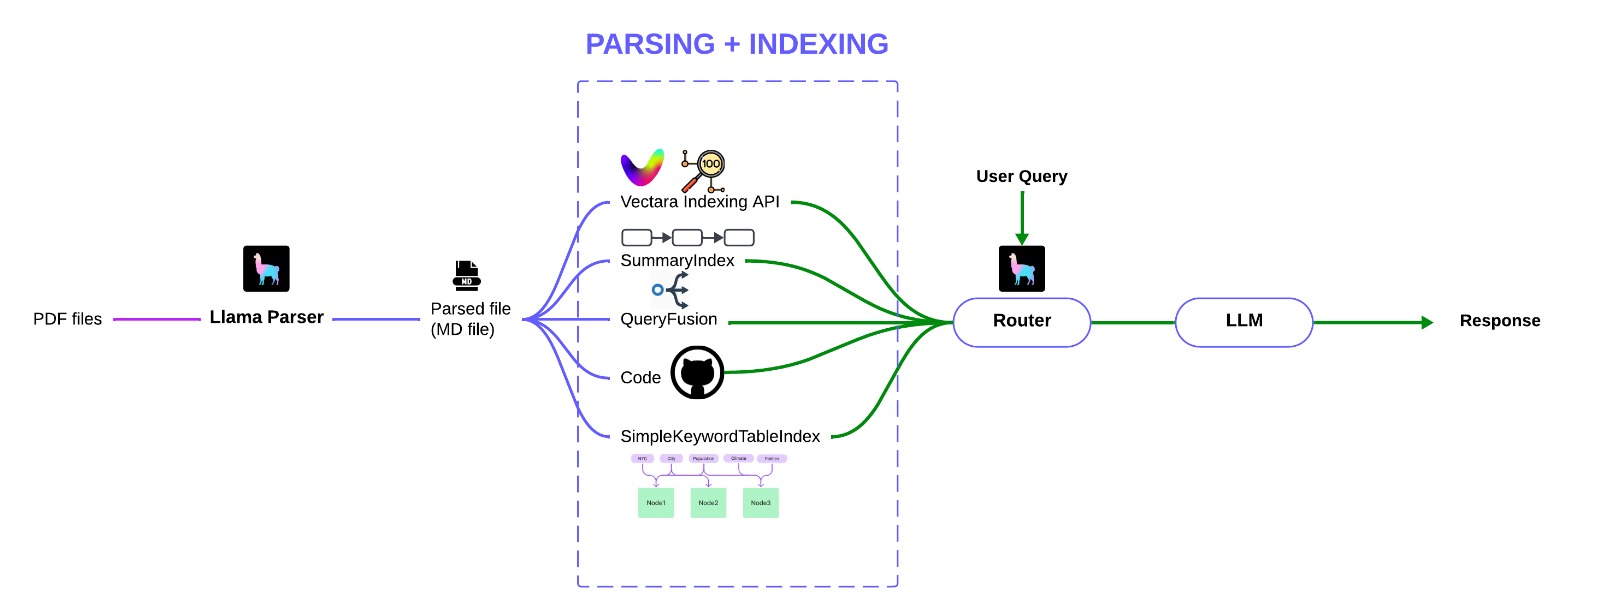 PARSING + INDEXING
100
Vectara Indexing API
User Query
SummaryIndex
MD
Parsed file
(MD file)
PDF files
Llama Parser
QueryFusion
Router
LLM
Response
Code
SimpleKeywordTableIndex
NYC City Population Climate Politics
Node1 Node2 Node3